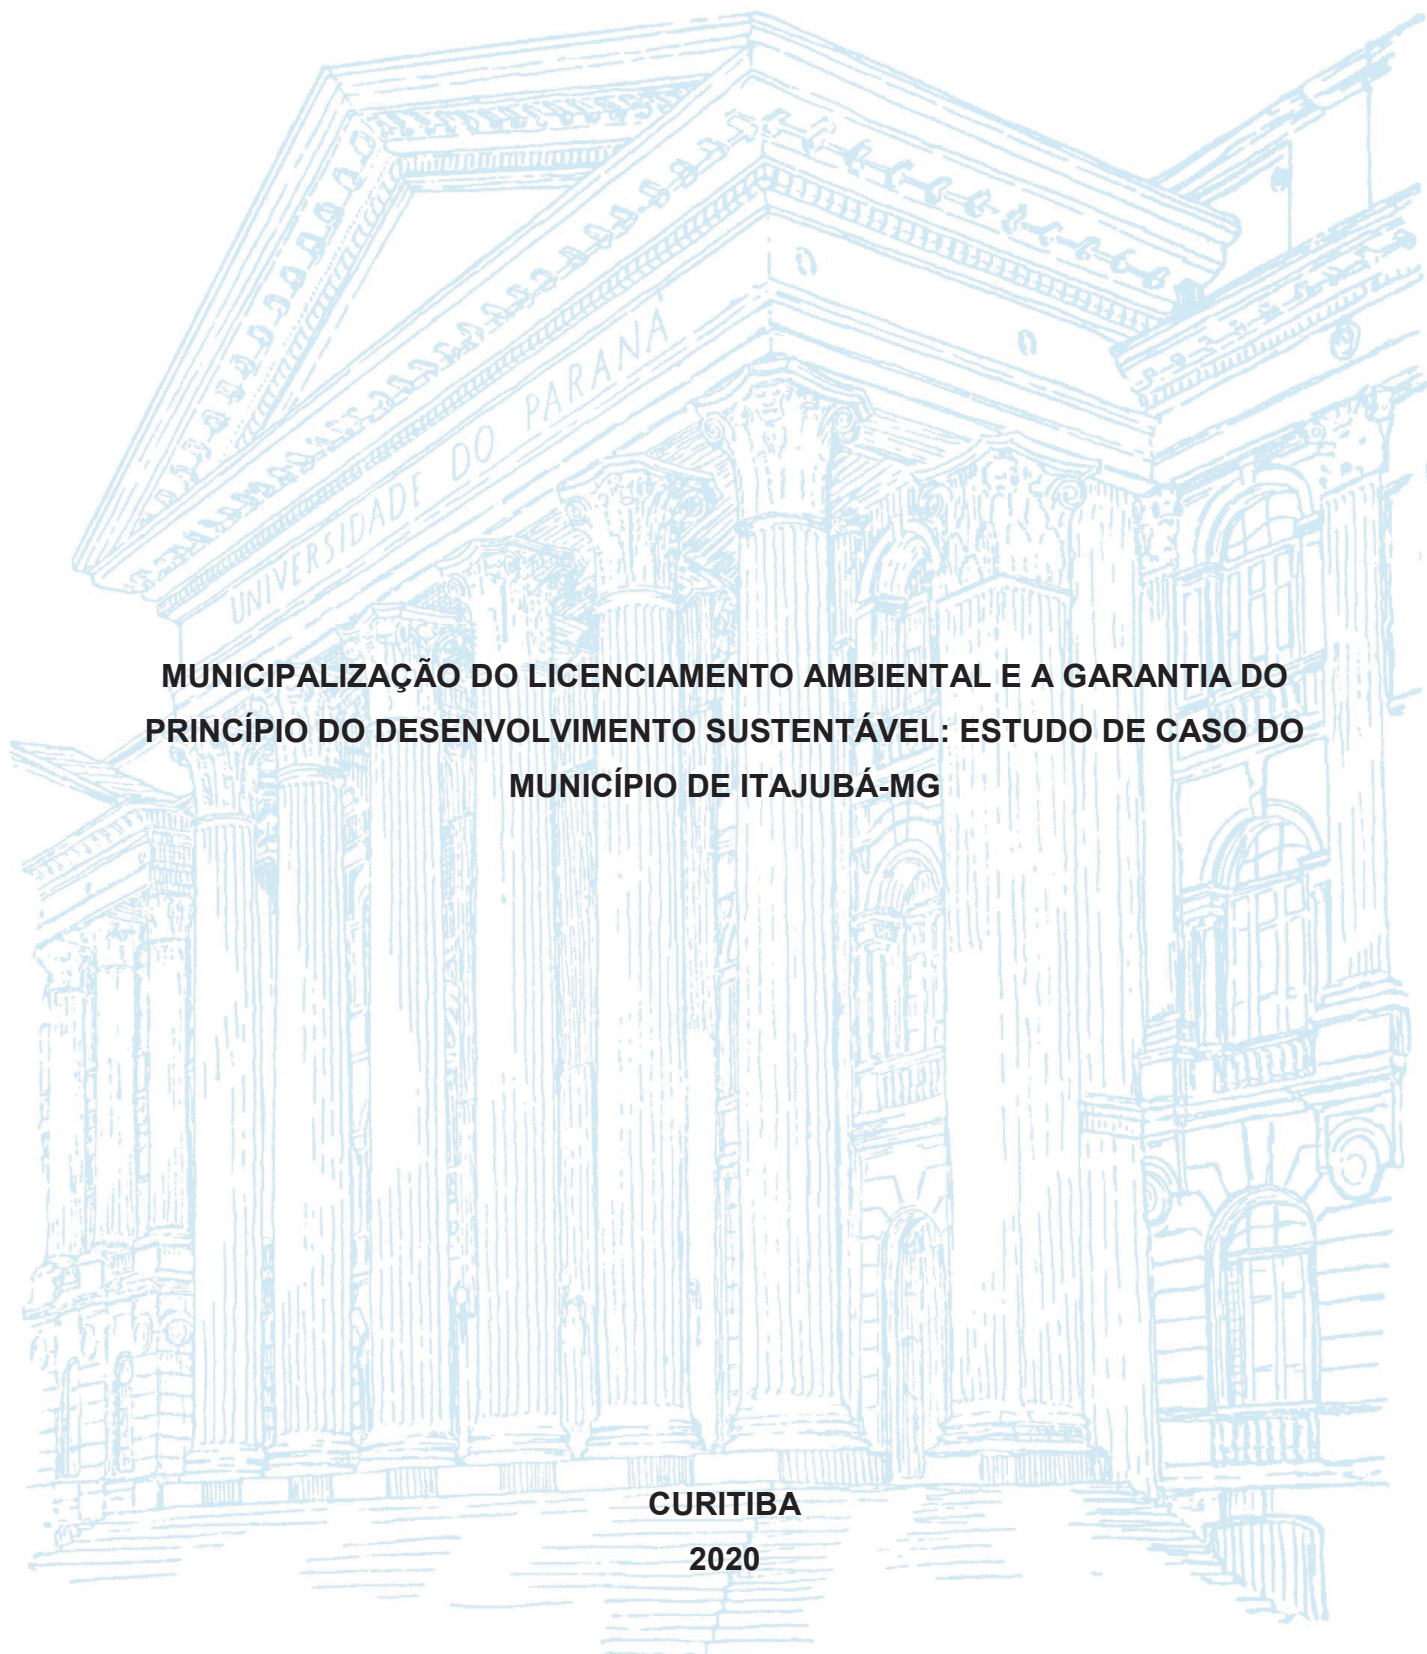 UNIVERSIDADE DO PARANÁ
MUNICIPALIZAÇÃO DO LICENCIAMENTO AMBIENTAL E A GARANTIA DO
PRINCÍPIO DO DESENVOLVIMENTO SUSTENTÁVEL: ESTUDO DE CASO DO
MUNICÍPIO DE ITAJUBÁ-MG
CURITIBA
2020